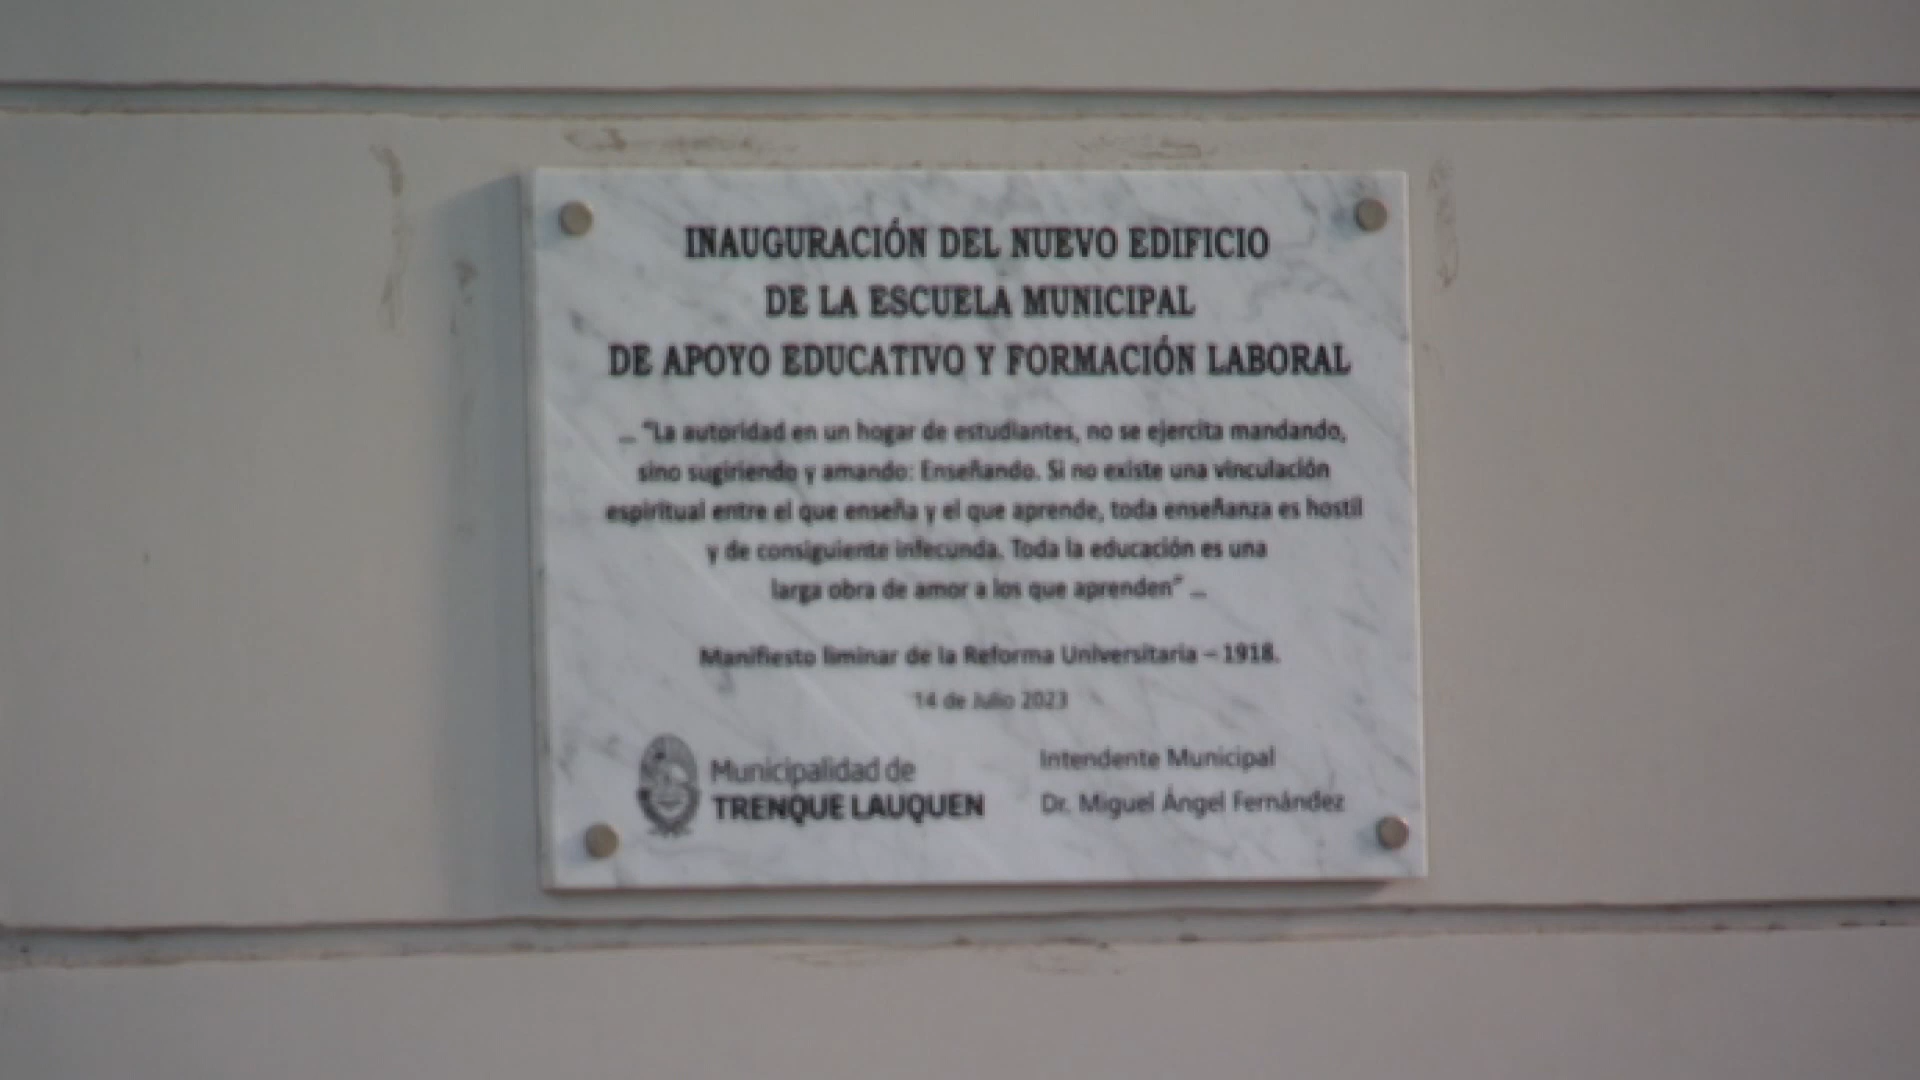 INAUGURACIÓN DEL NUEVO EDIFICIO
DE LA ESCUELA MUNICIPAL
DE APOYO EDUCATIVO Y FORMACIÓN LABORAL
... “La autoridad en un hogar de estudiantes, no se ejercita mandando,
sino sugiriendo y amando: Enseñando. Si no existe una vinculación
espiritual entre el que enseña y el que aprende, toda enseñanza es hostil
y de consiguiente infecunda. Toda la educación es una
larga obra de amor a los que aprenden” ...
Manifiesto liminar de la Reforma Universitaria – 1918.
14 de Julio 2023
Municipalidad de
TRENQUE LAUQUEN
Intendente Municipal
Dr. Miguel Ángel Fernández